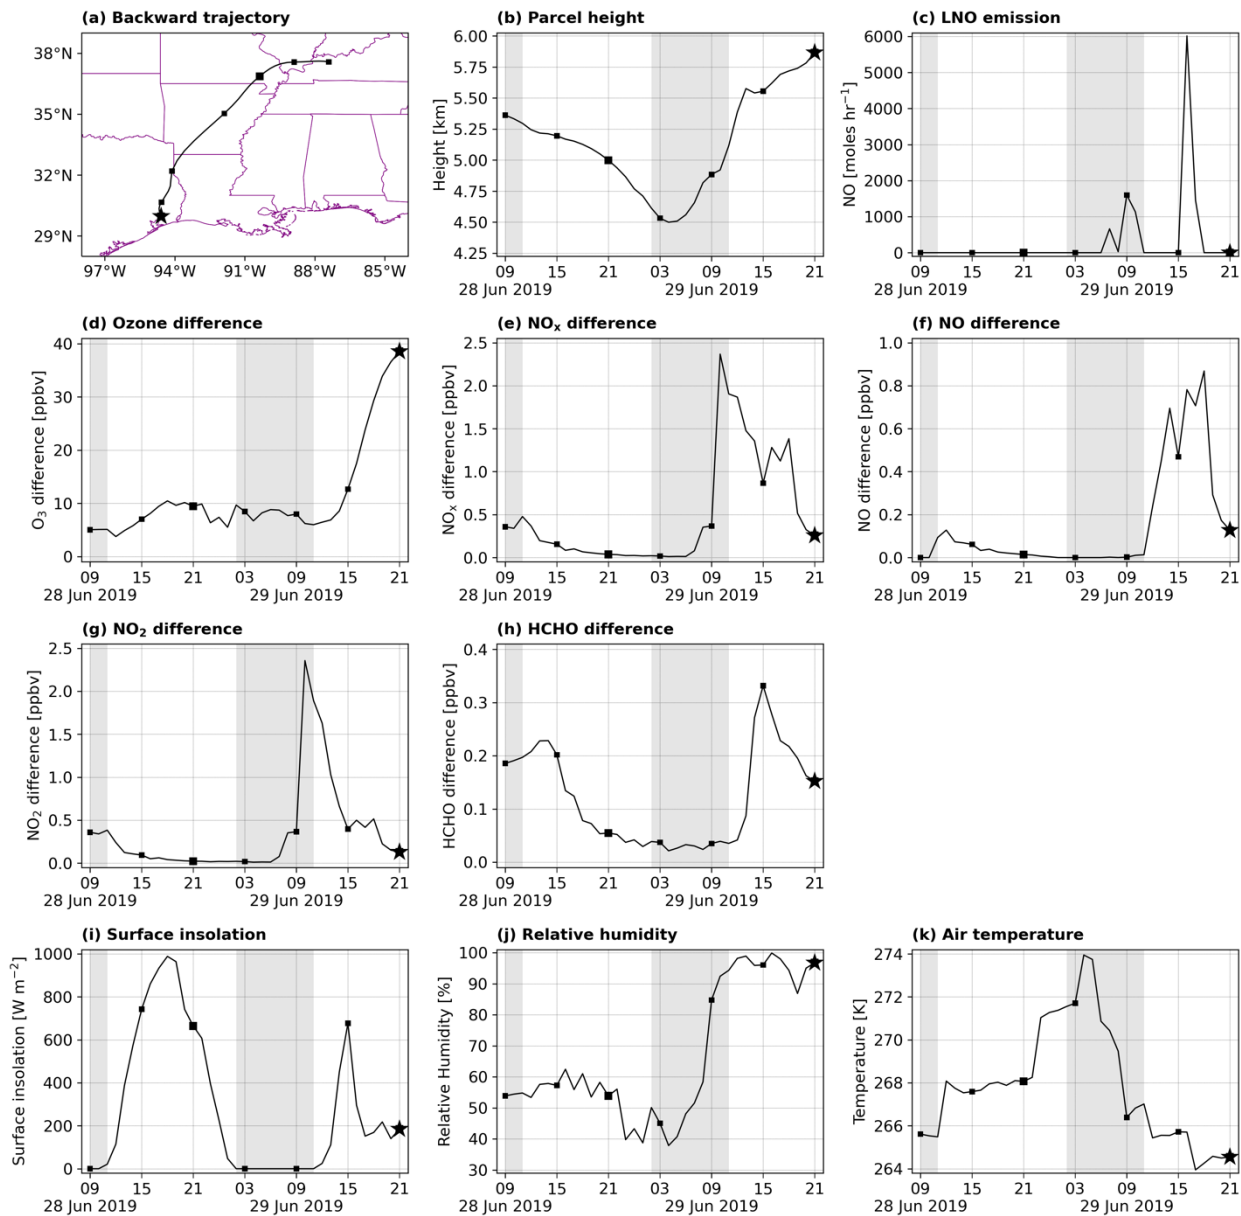 (a) Backward trajectory
38°N
35°N
32°N
29°N
97°W 94°W 91°W 88°W 85°W
(b) Parcel height
Height [km]
6.00
5.75
5.50
5.25
5.00
4.75
4.50
4.25
09 15 21 03 09 15 21
28 Jun 2019 29 Jun 2019
(c) LNO emission
NO [moles hr⁻¹]
6000
5000
4000
3000
2000
1000
0
09 15 21 03 09 15 21
28 Jun 2019 29 Jun 2019
(d) Ozone difference
O₃ difference [ppbv]
40
30
20
10
0
09 15 21 03 09 15 21
28 Jun 2019 29 Jun 2019
(e) NOₓ difference
NOₓ difference [ppbv]
2.5
2.0
1.5
1.0
0.5
0.0
09 15 21 03 09 15 21
28 Jun 2019 29 Jun 2019
(f) NO difference
NO difference [ppbv]
1.0
0.8
0.6
0.4
0.2
0.0
09 15 21 03 09 15 21
28 Jun 2019 29 Jun 2019
(g) NO₂ difference
NO₂ difference [ppbv]
2.5
2.0
1.5
1.0
0.5
0.0
09 15 21 03 09 15 21
28 Jun 2019 29 Jun 2019
(h) HCHO difference
HCHO difference [ppbv]
0.4
0.3
0.2
0.1
0.0
09 15 21 03 09 15 21
28 Jun 2019 29 Jun 2019
(i) Surface insolation
Surface insolation [W m⁻²]
1000
800
600
400
200
0
09 15 21 03 09 15 21
28 Jun 2019 29 Jun 2019
(j) Relative humidity
Relative Humidity [%]
100
90
80
70
60
50
40
30
09 15 21 03 09 15 21
28 Jun 2019 29 Jun 2019
(k) Air temperature
Temperature [K]
274
272
270
268
266
264
09 15 21 03 09 15 21
28 Jun 2019 29 Jun 2019